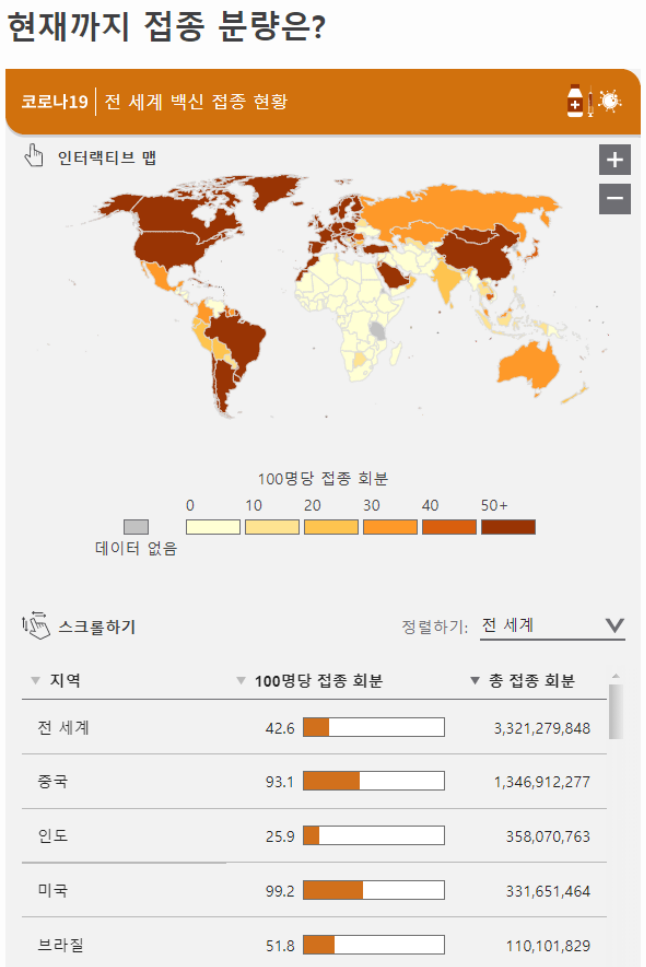 현재까지 접종 분량은?
코로나19 전 세계 백신 접종 현황
인터랙티브 맵
+
−
100명당 접종 회분
0 10 20 30 40 50+
데이터 없음
스크롤하기 정렬하기: 전 세계
지역 100명당 접종 회분 총 접종 회분
전 세계 42.6 3,321,279,848
중국 93.1 1,346,912,277
인도 25.9 358,070,763
미국 99.2 331,651,464
브라질 51.8 110,101,829